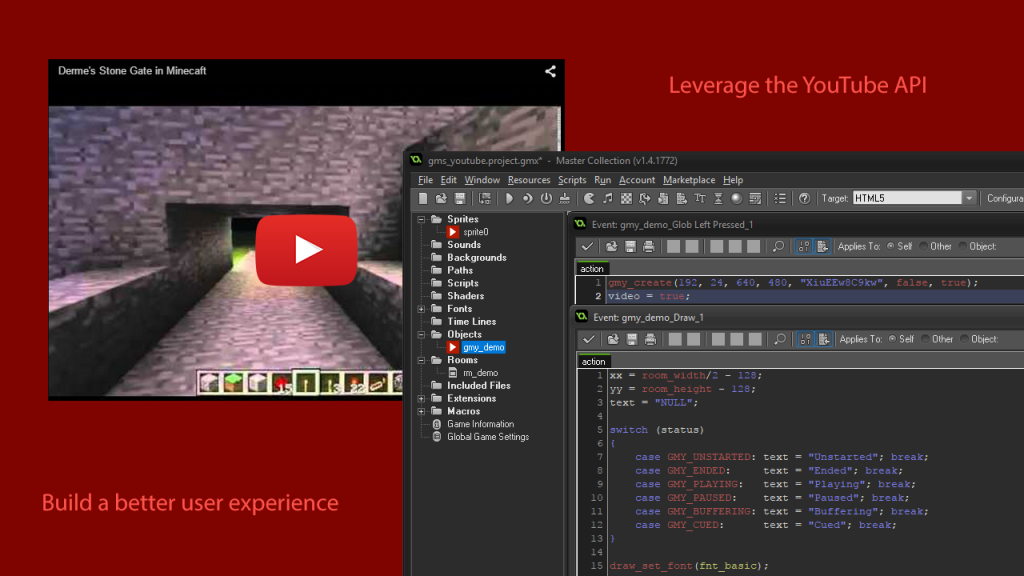 Derme's Stone Gate in Minecaft
Leverage the YouTube API
gms_youtube.project.gmx* - Master Collection (v1.4.1772)
File Edit Window Resources Scripts Run Account Marketplace Help
Target: HTML5 Configura
Sprites
sprite0
Sounds
Backgrounds
Paths
Scripts
Shaders
Fonts
Time Lines
Objects
gmy_demo
Rooms
rm_demo
Included Files
Extensions
Macros
Game Information
Global Game Settings
Event: gmy_demo_Glob Left Pressed_1
Applies To: Self Other Object:
action
1 gmy_create(192, 24, 640, 480, "XiuEEw8C9kw", false, true);
2 video = true;
Event: gmy_demo_Draw_1
Applies To: Self Other Object:
action
1 xx = room_width/2 - 128;
2 yy = room_height - 128;
3 text = "NULL";
4
5 switch (status)
6 {
7 case GMY_UNSTARTED: text = "Unstarted"; break;
8 case GMY_ENDED: text = "Ended"; break;
9 case GMY_PLAYING: text = "Playing"; break;
10 case GMY_PAUSED: text = "Paused"; break;
11 case GMY_BUFFERING: text = "Buffering"; break;
12 case GMY_CUED: text = "Cued"; break;
13 }
14
15 draw_set_font(fnt_basic);
15 13 22
Build a better user experience